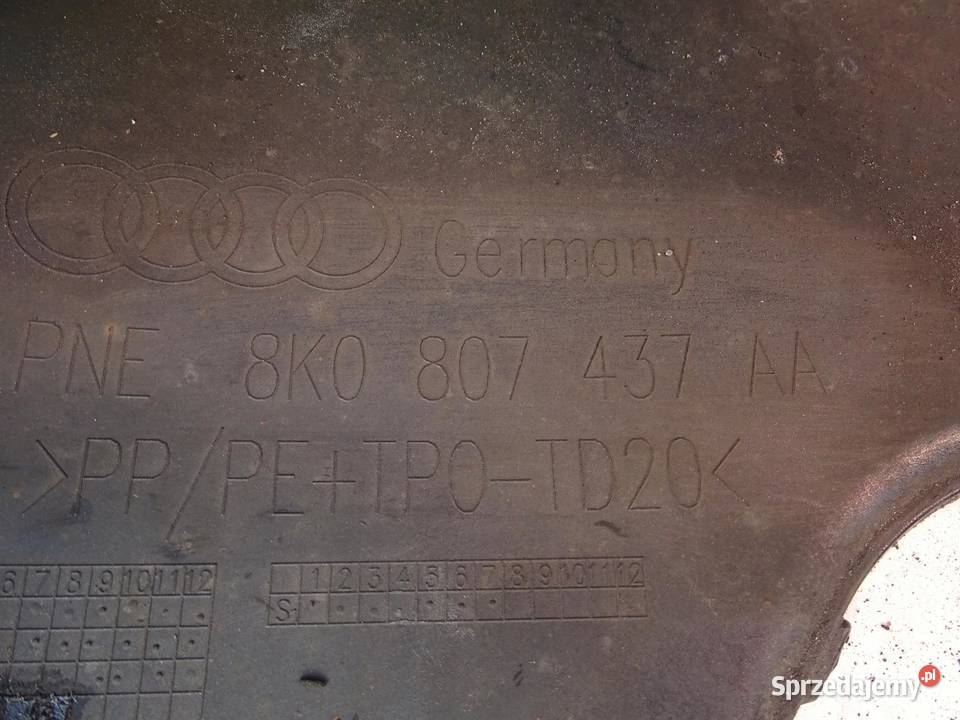 Germany
PNE 8K0 807 437 AA
>PP/PE+TPO-TD20<
6 7 8 9 10 11 12
1 2 3 4 5 6 7 8 9 10 11 12
S
Sprzedajemy.pl